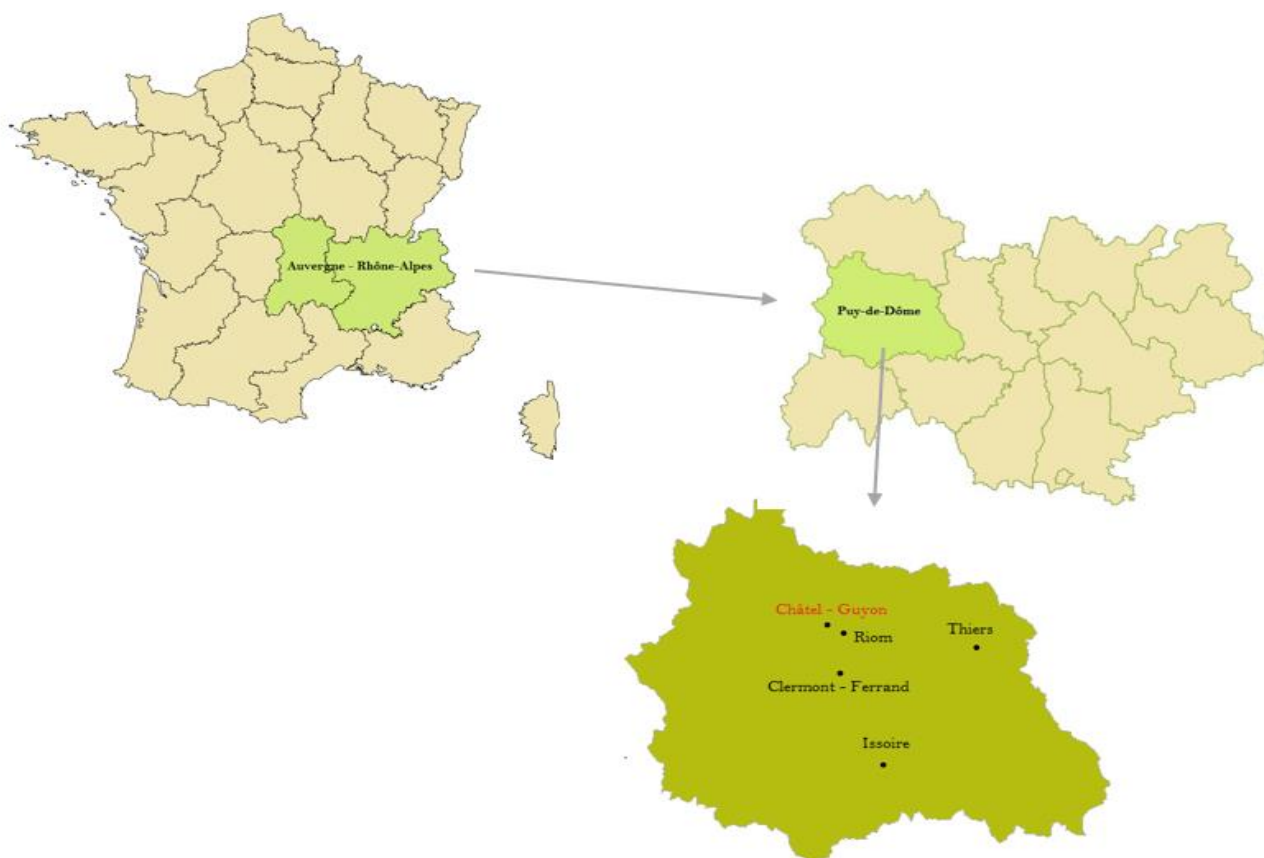 Auvergne - Rhône-Alpes
Puy-de-Dôme
Châtel - Guyon
Riom
Thiers
Clermont - Ferrand
Issoire